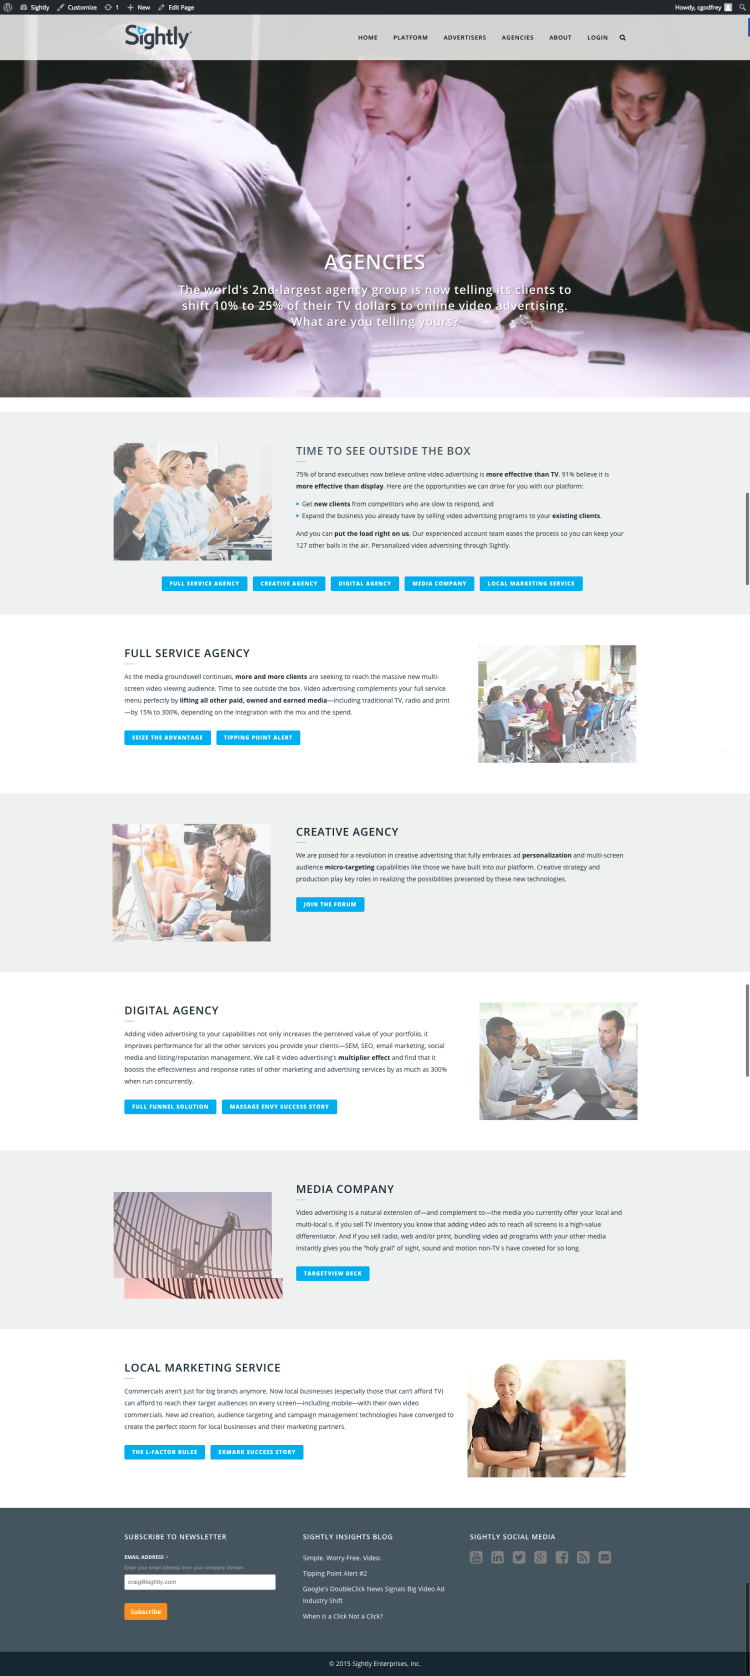 Sightly
Customize
1
New
Edit Page
Howdy, cgodfrey
Sightly
HOME
PLATFORM
ADVERTISERS
AGENCIES
ABOUT
LOGIN
AGENCIES
The world's 2nd-largest agency group is now telling its clients to
shift 10% to 25% of their TV dollars to online video advertising.
What are you telling yours?
TIME TO SEE OUTSIDE THE BOX
75% of brand executives now believe online video advertising is more effective than TV. 91% believe it is
more effective than display. Here are the opportunities we can drive for you with our platform:
Get new clients from competitors who are slow to respond, and
Expand the business you already have by selling video advertising programs to your existing clients.
And you can put the load right on us. Our experienced account team eases the process so you can keep your
127 other balls in the air. Personalized video advertising through Sightly.
FULL SERVICE AGENCY
CREATIVE AGENCY
DIGITAL AGENCY
MEDIA COMPANY
LOCAL MARKETING SERVICE
FULL SERVICE AGENCY
As the media groundswell continues, more and more clients are seeking to reach the massive new multi-
screen video viewing audience. Time to see outside the box. Video advertising complements your full service
menu perfectly by lifting all other paid, owned and earned media—including traditional TV, radio and print
—by 15% to 300%, depending on the integration with the mix and the spend.
SEIZE THE ADVANTAGE
TIPPING POINT ALERT
CREATIVE AGENCY
We are poised for a revolution in creative advertising that fully embraces ad personalization and multi-screen
audience micro-targeting capabilities like those we have built into our platform. Creative strategy and
production play key roles in realizing the possibilities presented by these new technologies.
JOIN THE FORUM
DIGITAL AGENCY
Adding video advertising to your capabilities not only increases the perceived value of your portfolio, it
improves performance for all the other services you provide your clients—SEM, SEO, email marketing, social
media and listing/reputation management. We call it video advertising's multiplier effect and find that it
boosts the effectiveness and response rates of other marketing and advertising services by as much as 300%
when run concurrently.
FULL FUNNEL SOLUTION
MASSAGE ENVY SUCCESS STORY
MEDIA COMPANY
Video advertising is a natural extension of—and complement to—the media you currently offer your local and
multi-local s. If you sell TV inventory you know that adding video ads to reach all screens is a high-value
differentiator. And if you sell radio, web and/or print, bundling video ad programs with your other media
instantly gives you the "holy grail" of sight, sound and motion non-TV s have coveted for so long.
TARGETVIEW DECK
LOCAL MARKETING SERVICE
Commercials aren't just for big brands anymore. Now local businesses (especially those that can't afford TV)
can afford to reach their target audiences on every screen—including mobile—with their own video
commercials. New ad creation, audience targeting and campaign management technologies have converged to
create the perfect storm for local businesses and their marketing partners.
THE L-FACTOR RULES
EXMARK SUCCESS STORY
SUBSCRIBE TO NEWSLETTER
EMAIL ADDRESS *
Enter your email address from your company domain
craig@sightly.com
Subscribe
SIGHTLY INSIGHTS BLOG
Simple. Worry-Free. Video.
Tipping Point Alert #2
Google's DoubleClick News Signals Big Video Ad
Industry Shift
When is a Click Not a Click?
SIGHTLY SOCIAL MEDIA
© 2015 Sightly Enterprises, Inc.